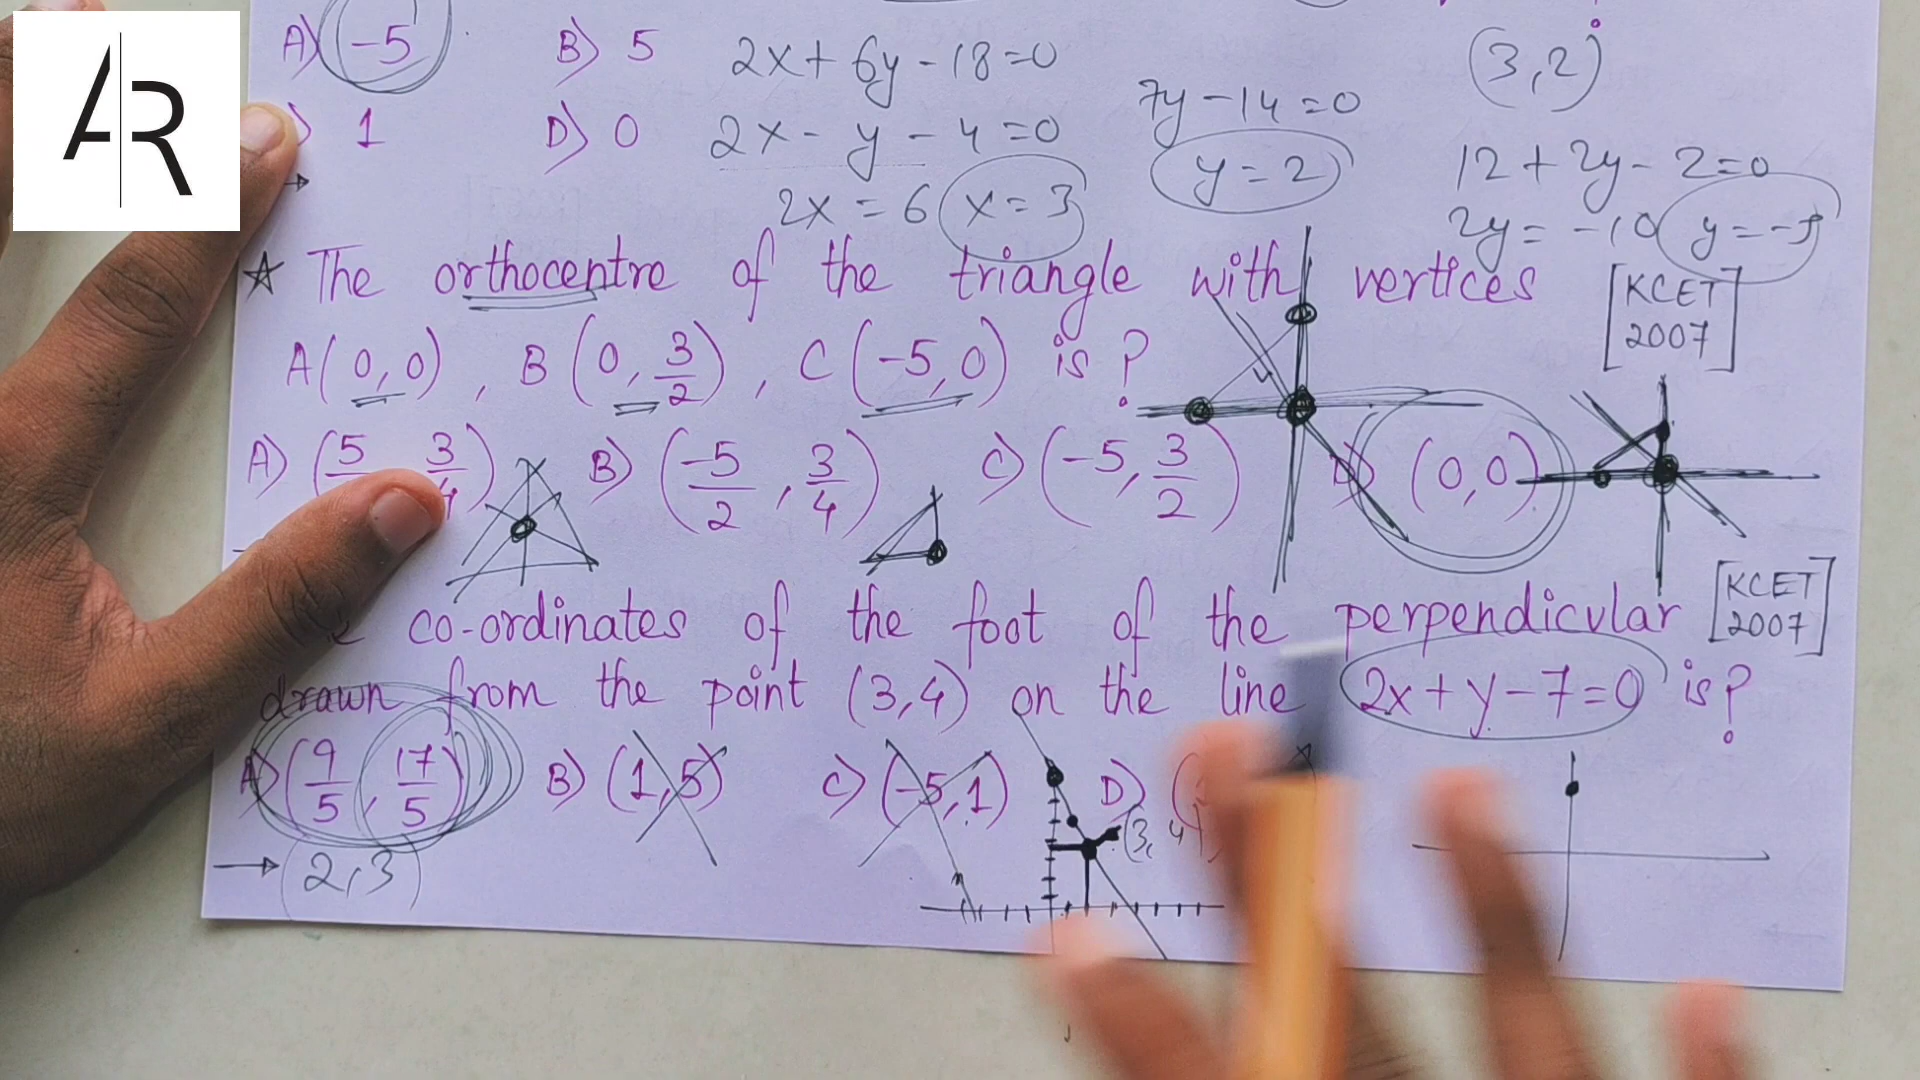 AR
A) -5 B) 5 2x + 6y - 18 = 0 (3,2)
1 D) 0 2x - y - 4 = 0 7y - 14 = 0
→ 2x = 6 x = 3 y = 2 12 + 2y - 2 = 0
2y = -10 y = -5
☆ The orthocentre of the triangle with vertices [KCET 2007]
A(0,0), B(0, 3/2), C(-5,0) is ?
A) (5 , 3 B) (-5/2, 3/4) C) (-5, 3/2) D) (0,0)
co-ordinates of the foot of the perpendicular [KCET 2007]
drawn from the point (3,4) on the line 2x + y - 7 = 0 is ?
A) (9/5, 17/5) B) (1,5) C) (-5,1) D) (
(3,4)
→ 2,3